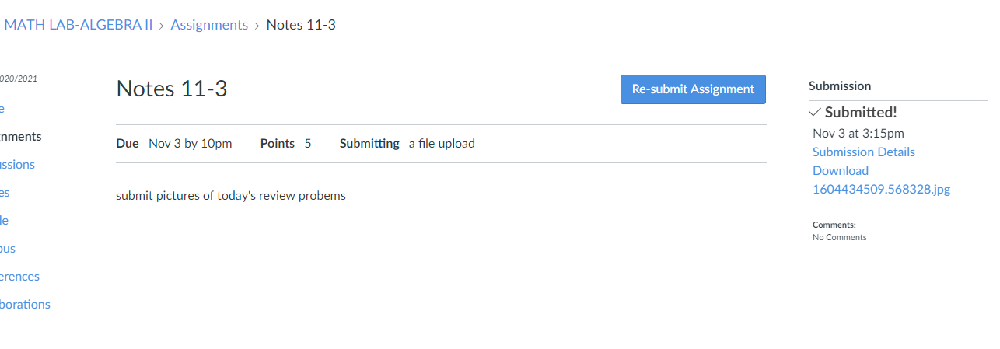 MATH LAB-ALGEBRA II > Assignments > Notes 11-3
020/2021
e
gnments
ussions
es
le
bus
erences
borations
Notes 11-3
Re-submit Assignment
Due Nov 3 by 10pm Points 5 Submitting a file upload
submit pictures of today's review probems
Submission
✓ Submitted!
Nov 3 at 3:15pm
Submission Details
Download
1604434509.568328.jpg
Comments:
No Comments